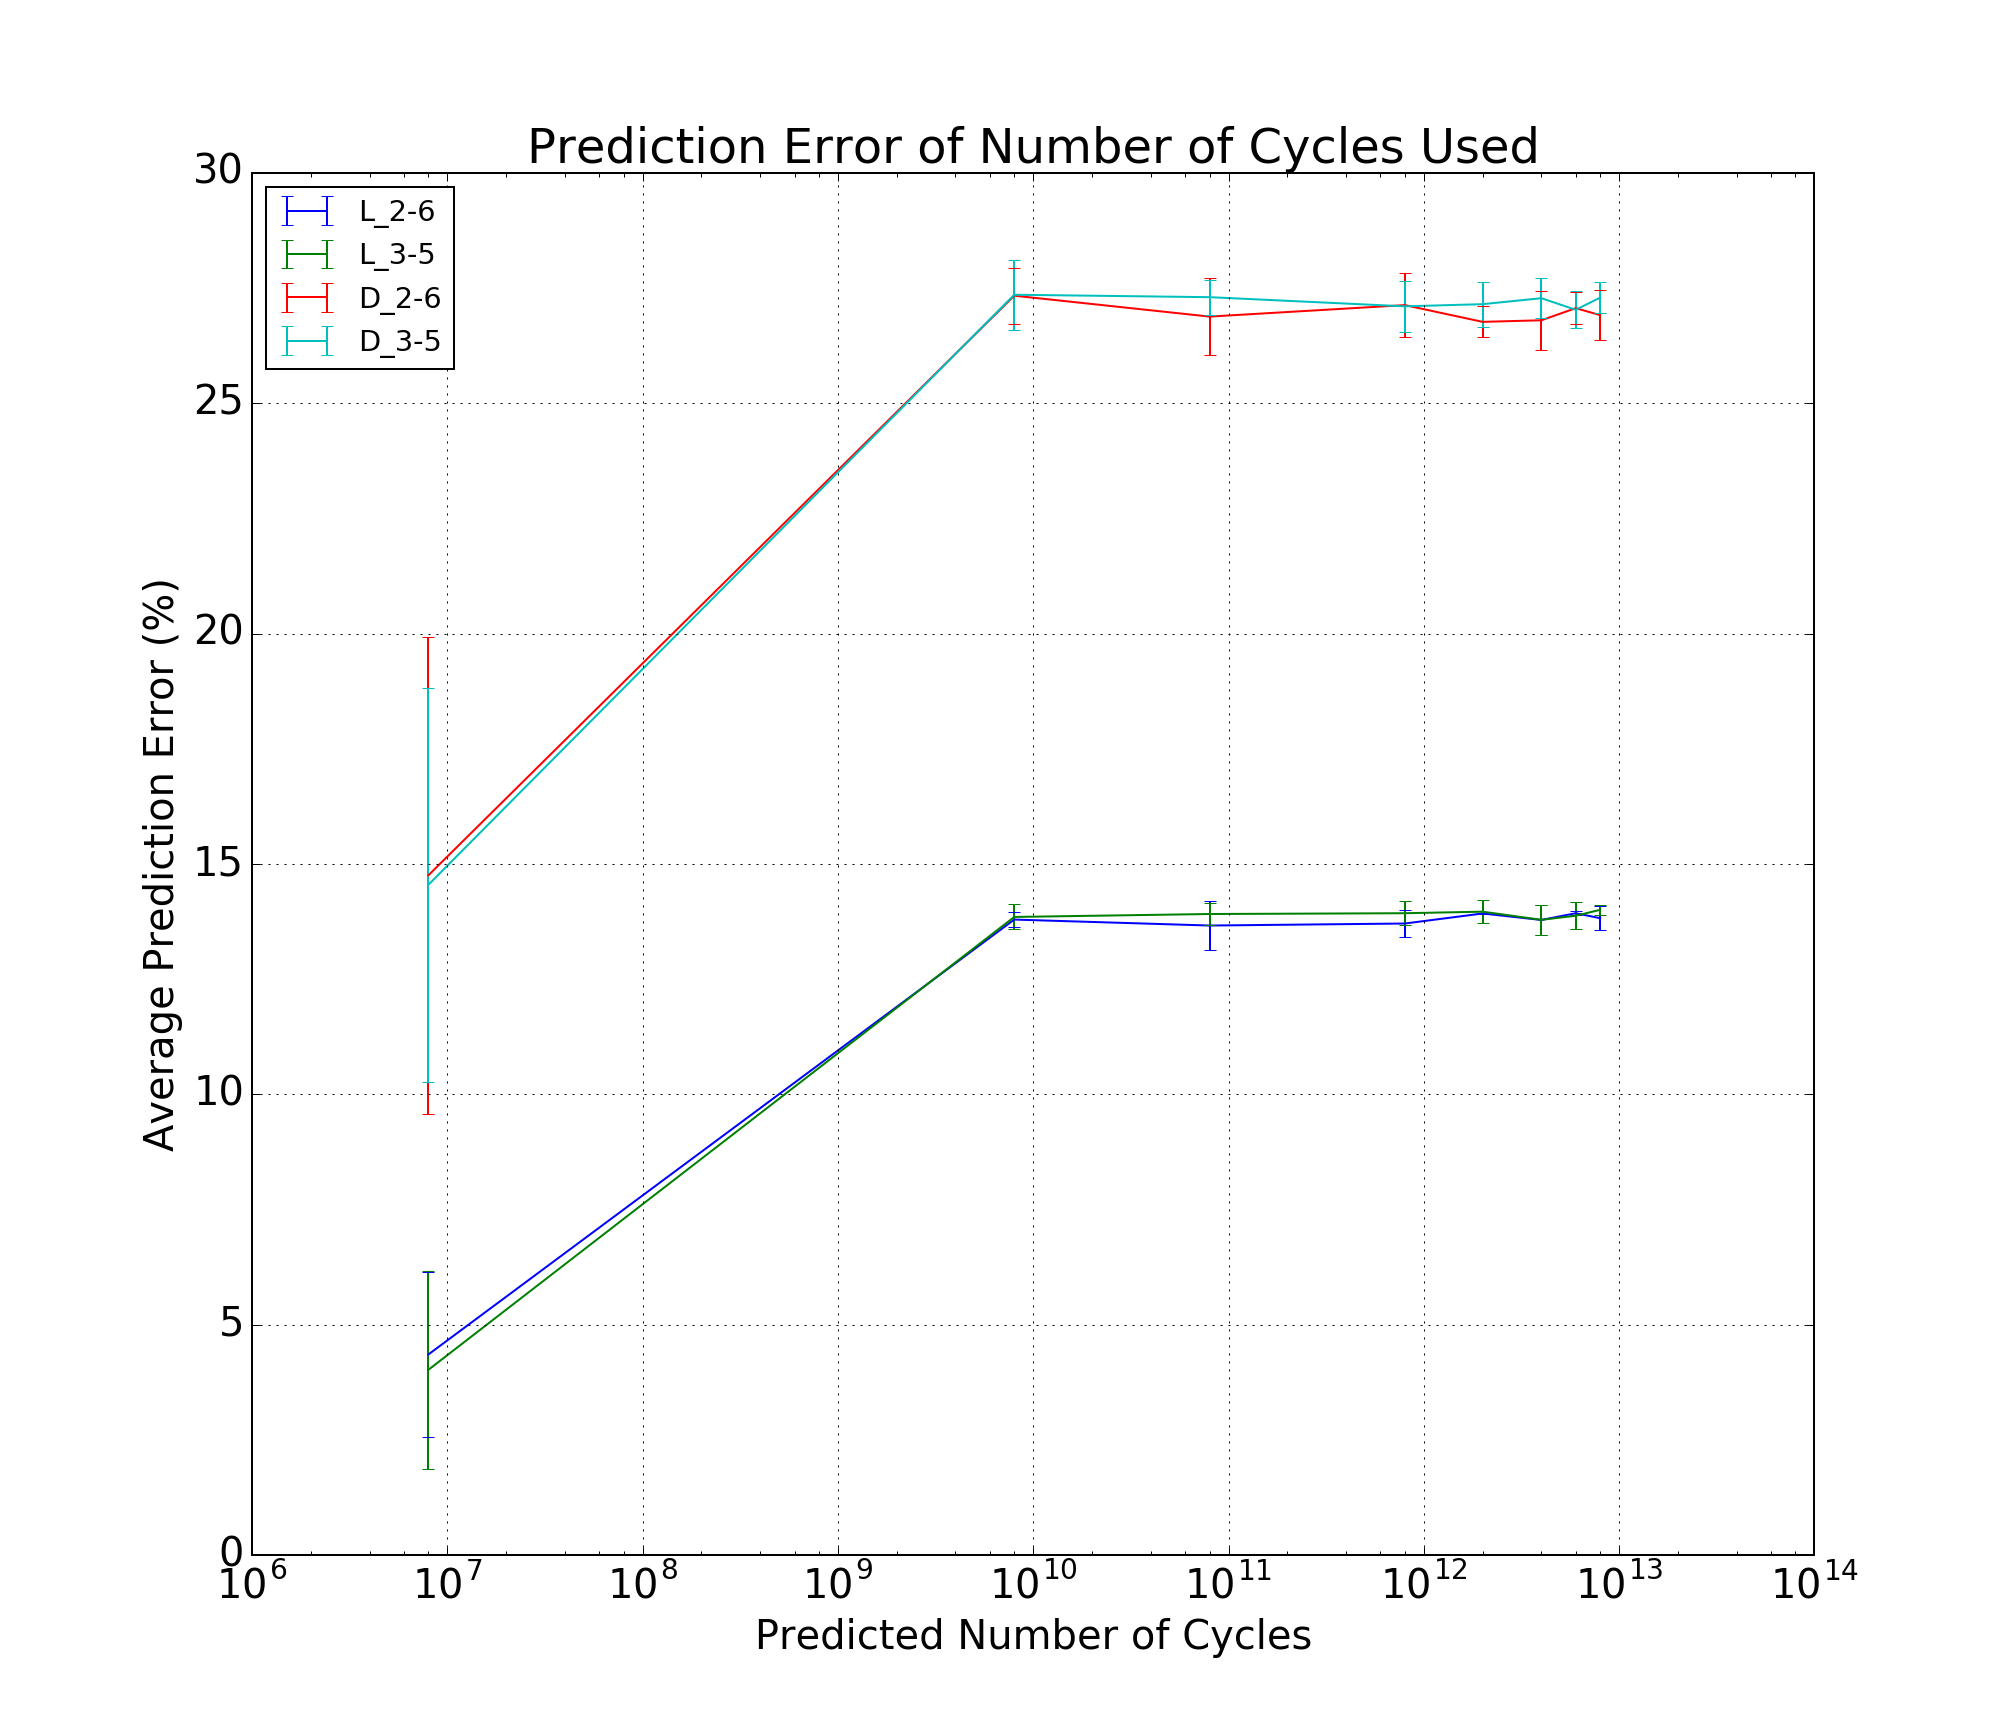 Prediction Error of Number of Cycles Used
30
25
20
15
10
5
0
Average Prediction Error (%)
L_2-6
L_3-5
D_2-6
D_3-5
10^6 10^7 10^8 10^9 10^10 10^11 10^12 10^13 10^14
Predicted Number of Cycles